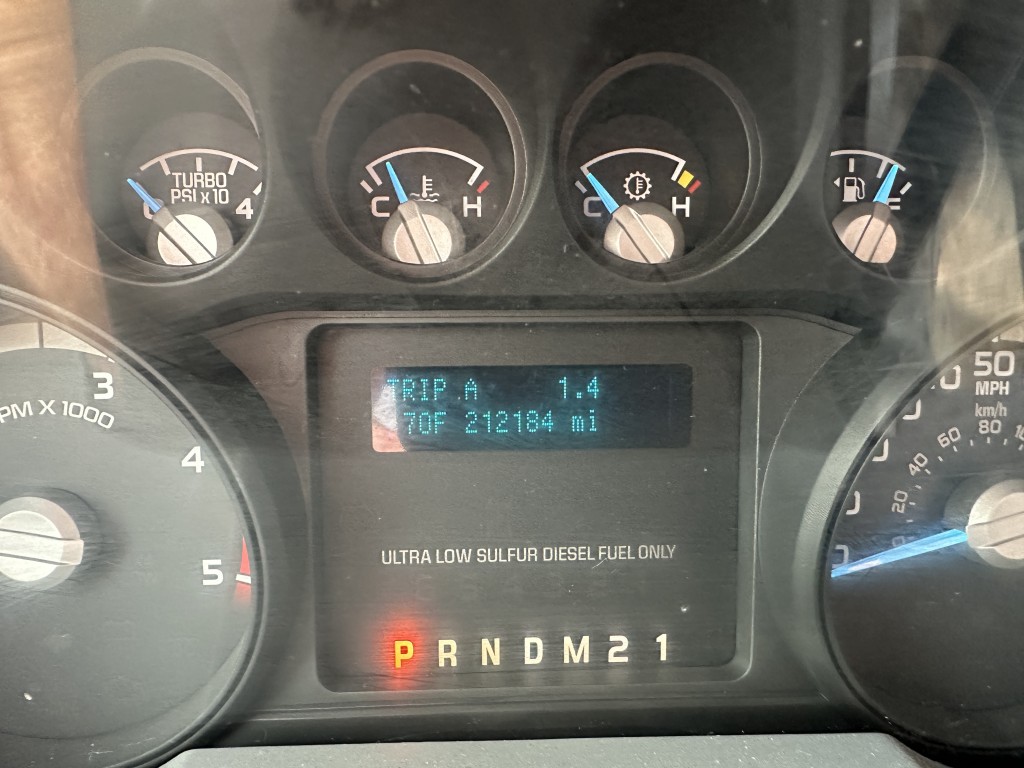 TURBO
PSI x 10
4
C H
C H
E
TRIP A 1.4
70F 212184 mi
3
4
5
PM X 1000
50
MPH
km/h
80
60
40
20
ULTRA LOW SULFUR DIESEL FUEL ONLY
P R N D M 2 1